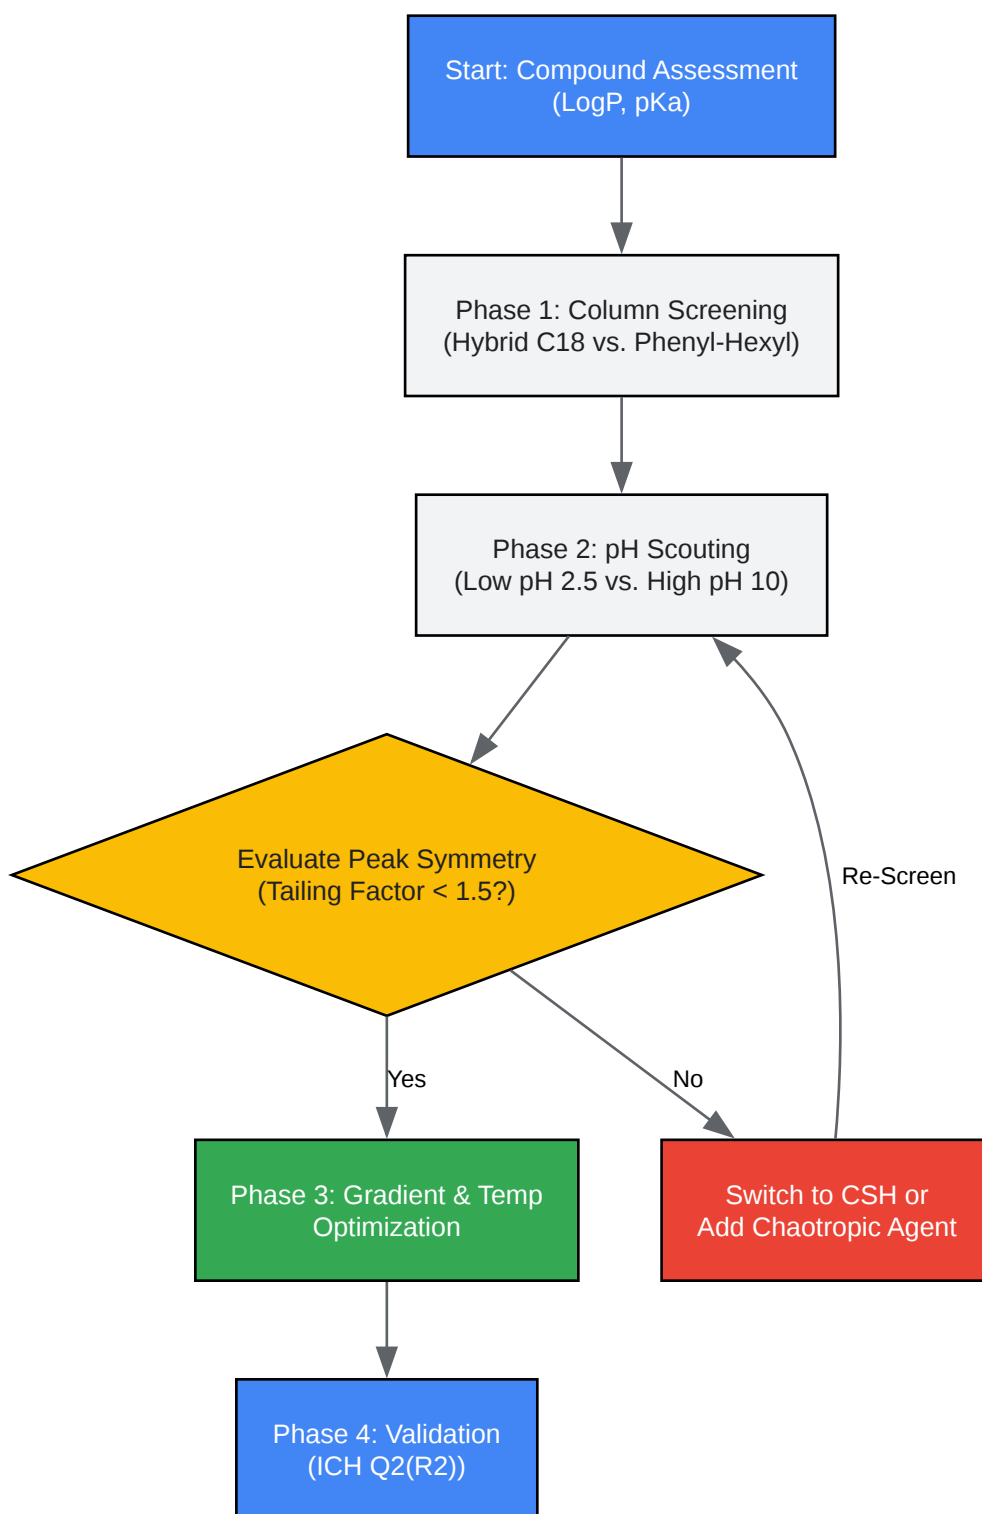 Start: Compound Assessment
(LogP, pKa)
Phase 1: Column Screening
(Hybrid C18 vs. Phenyl-Hexyl)
Phase 2: pH Scouting
(Low pH 2.5 vs. High pH 10)
Evaluate Peak Symmetry
(Tailing Factor < 1.5?)
Re-Screen
Yes
No
Phase 3: Gradient & Temp
Optimization
Switch to CSH or
Add Chaotropic Agent
Phase 4: Validation
(ICH Q2(R2))